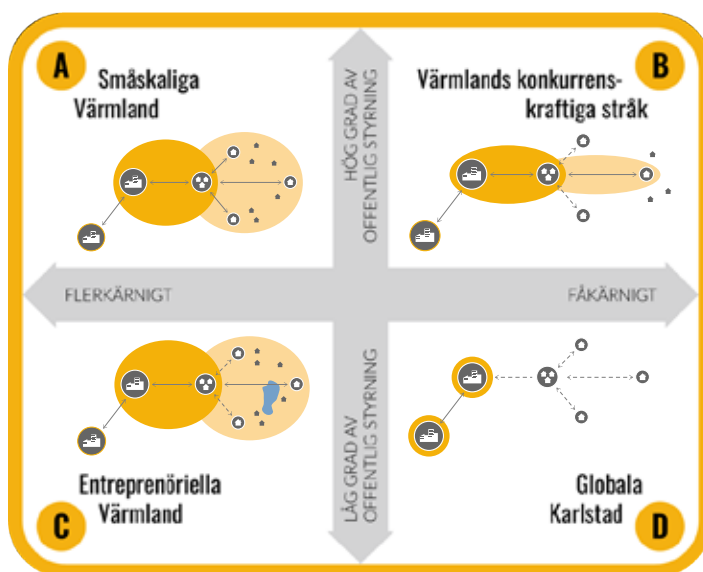 A
Småskaliga
Värmland
B
Värmlands konkurrens-
kraftiga stråk
HÖG GRAD AV
OFFENTLIG STYRNING
FLERKÄRNIGT
FÅKÄRNIGT
LÅG GRAD AV
OFFENTLIG STYRNING
Entreprenöriella
Värmland
C
Globala
Karlstad
D